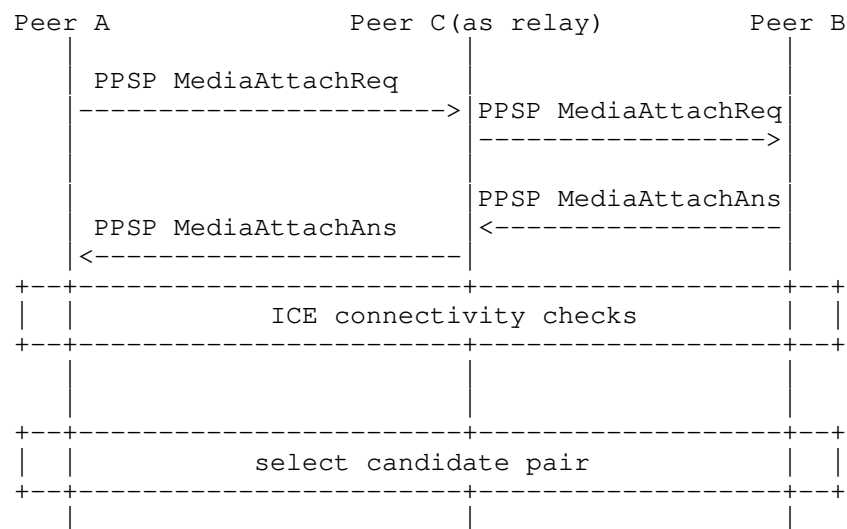 Peer A Peer C(as relay) Peer B
PPSP MediaAttachReq
PPSP MediaAttachReq
PPSP MediaAttachAns
PPSP MediaAttachAns
ICE connectivity checks
select candidate pair